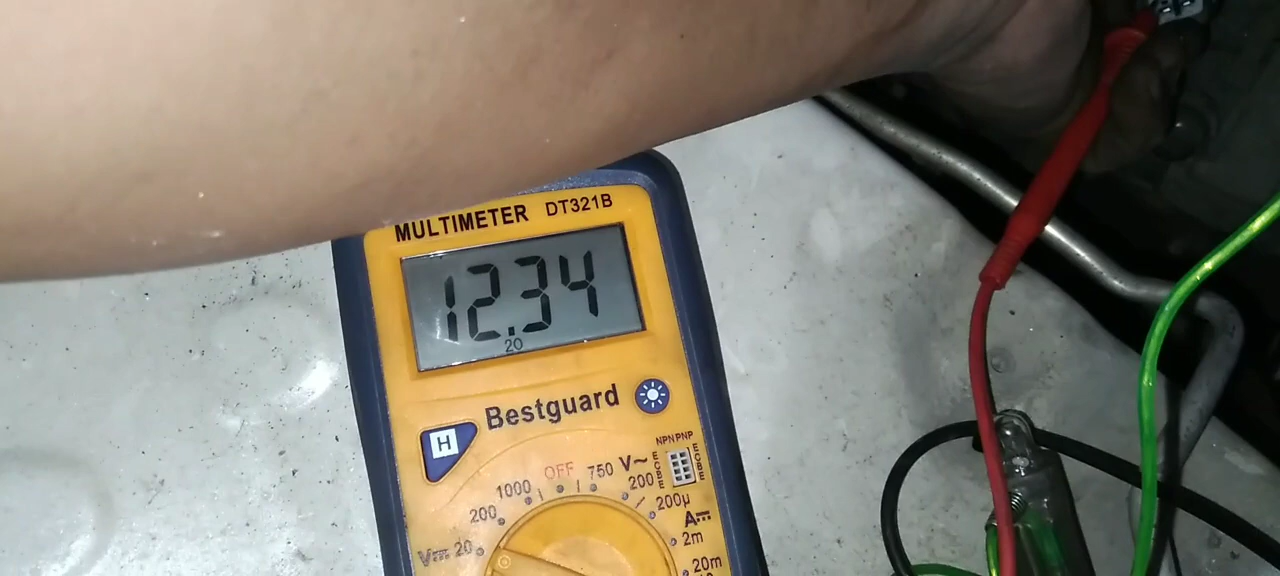 MULTIMETER DT321B
12.34
20
Bestguard
H
NPN PNP
E
C
B
E
E
C
B
E
OFF
750 V~
1000
200
200
200µ
A⎓
2m
V⎓ 20
20m